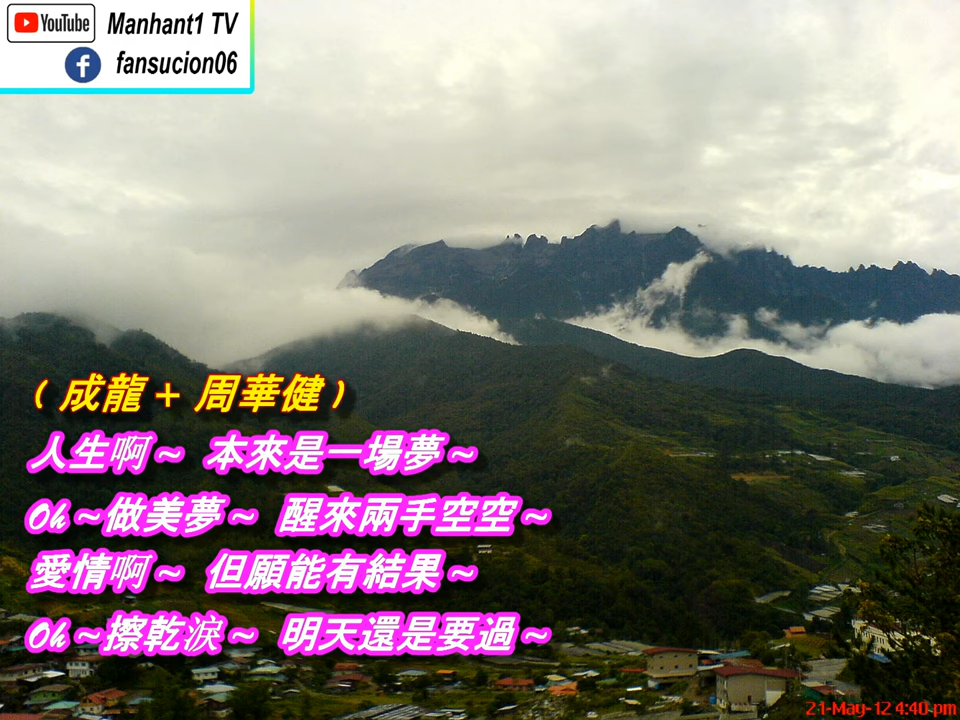 YouTube Manhant1 TV
fansucion06
( 成龍 + 周華健 )
人生啊～ 本來是一場夢～
Oh～做美夢～ 醒來兩手空空～
愛情啊～ 但願能有結果～
Oh～擦乾淚～ 明天還是要過～
21-May-12 4:40 pm